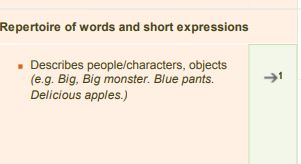 Repertoire of words and short expressions
▪ Describes people/characters, objects
(e.g. Big, Big monster. Blue pants.
Delicious apples.)
→1